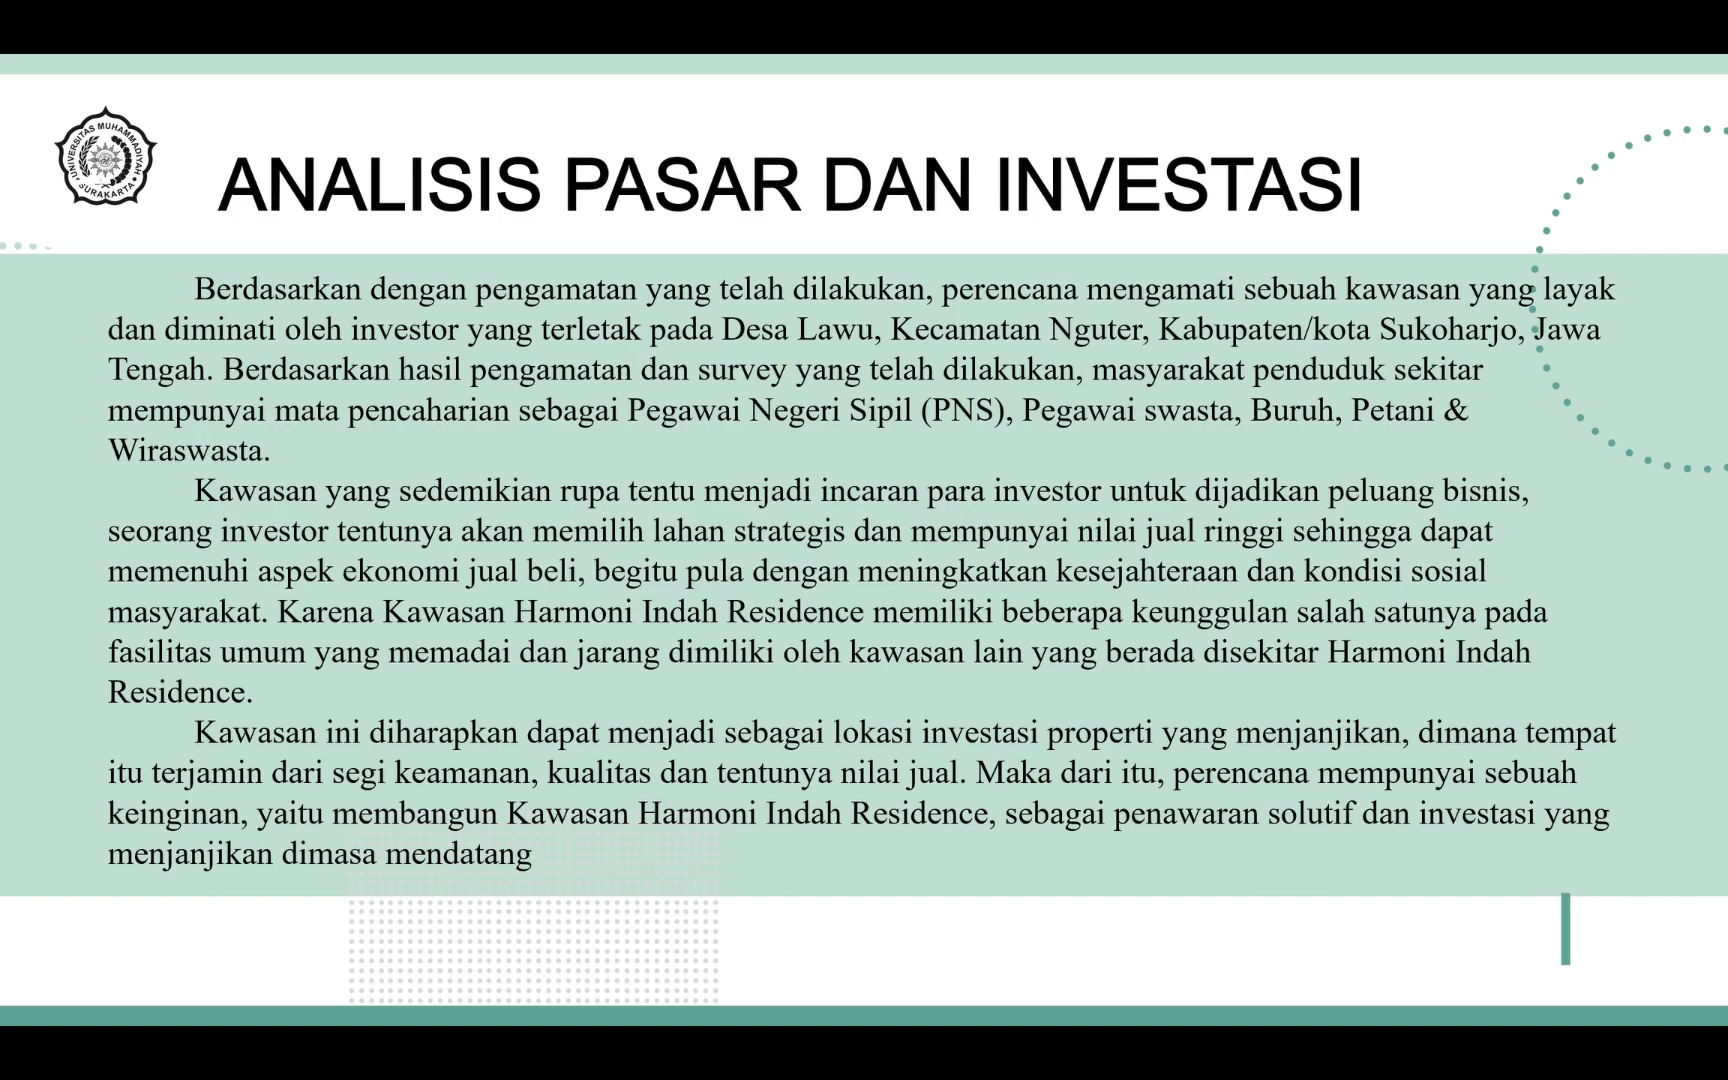 UNIVERSITAS MUHAMMADIYAH
SURAKARTA
ANALISIS PASAR DAN INVESTASI
Berdasarkan dengan pengamatan yang telah dilakukan, perencana mengamati sebuah kawasan yang layak
dan diminati oleh investor yang terletak pada Desa Lawu, Kecamatan Nguter, Kabupaten/kota Sukoharjo, Jawa
Tengah. Berdasarkan hasil pengamatan dan survey yang telah dilakukan, masyarakat penduduk sekitar
mempunyai mata pencaharian sebagai Pegawai Negeri Sipil (PNS), Pegawai swasta, Buruh, Petani &
Wiraswasta.
Kawasan yang sedemikian rupa tentu menjadi incaran para investor untuk dijadikan peluang bisnis,
seorang investor tentunya akan memilih lahan strategis dan mempunyai nilai jual ringgi sehingga dapat
memenuhi aspek ekonomi jual beli, begitu pula dengan meningkatkan kesejahteraan dan kondisi sosial
masyarakat. Karena Kawasan Harmoni Indah Residence memiliki beberapa keunggulan salah satunya pada
fasilitas umum yang memadai dan jarang dimiliki oleh kawasan lain yang berada disekitar Harmoni Indah
Residence.
Kawasan ini diharapkan dapat menjadi sebagai lokasi investasi properti yang menjanjikan, dimana tempat
itu terjamin dari segi keamanan, kualitas dan tentunya nilai jual. Maka dari itu, perencana mempunyai sebuah
keinginan, yaitu membangun Kawasan Harmoni Indah Residence, sebagai penawaran solutif dan investasi yang
menjanjikan dimasa mendatang